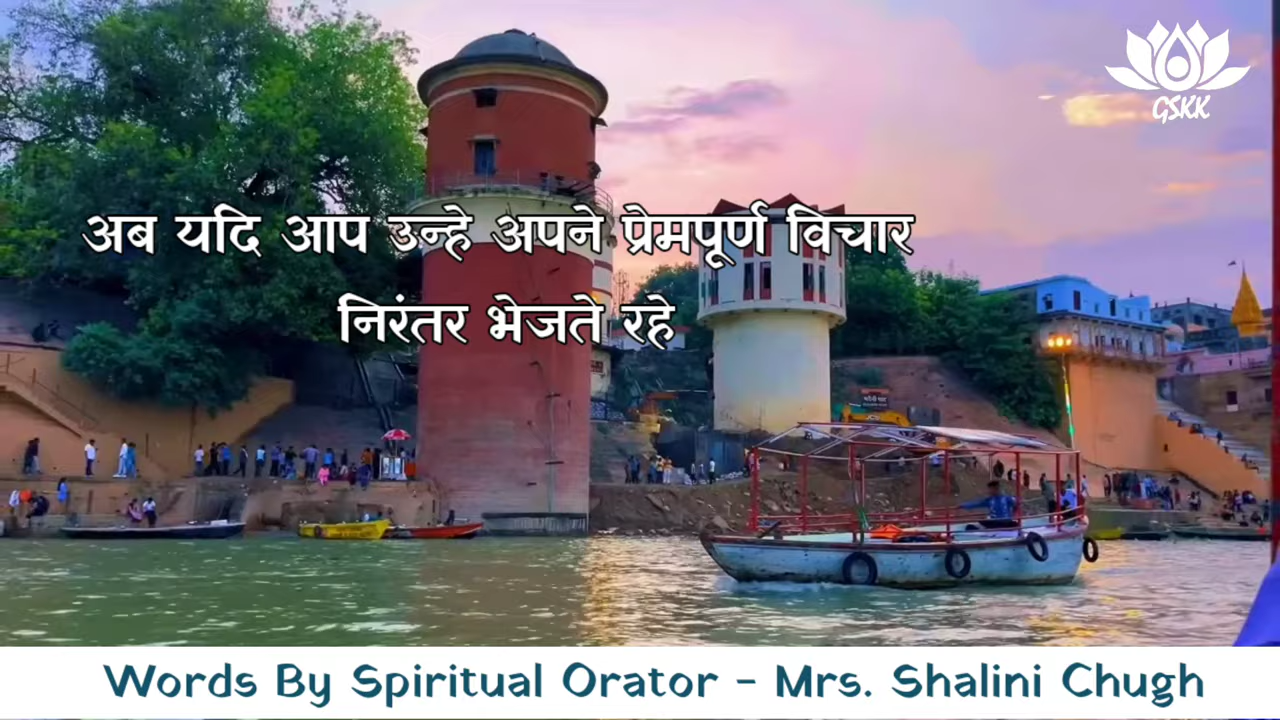 GSKK
अब यदि आप उन्हे अपने प्रेमपूर्ण विचार
निरंतर भेजते रहे
Words By Spiritual Orator - Mrs. Shalini Chugh